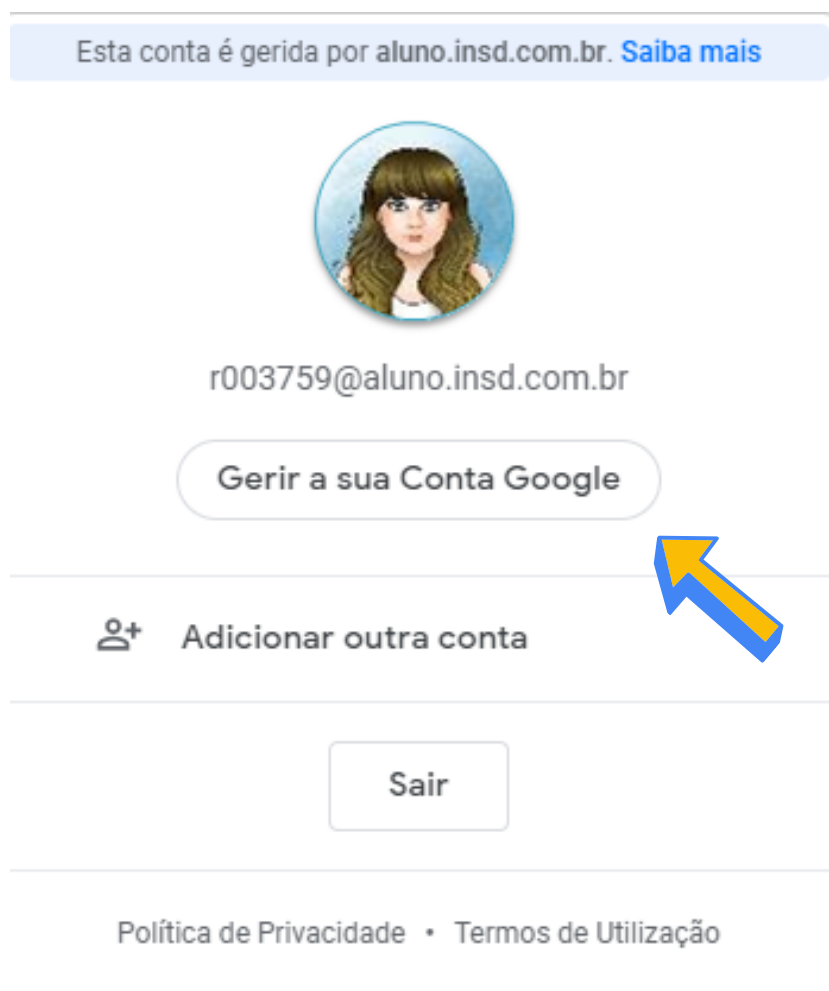 Esta conta é gerida por aluno.insd.com.br. Saiba mais
r003759@aluno.insd.com.br
Gerir a sua Conta Google
Adicionar outra conta
Sair
Política de Privacidade • Termos de Utilização